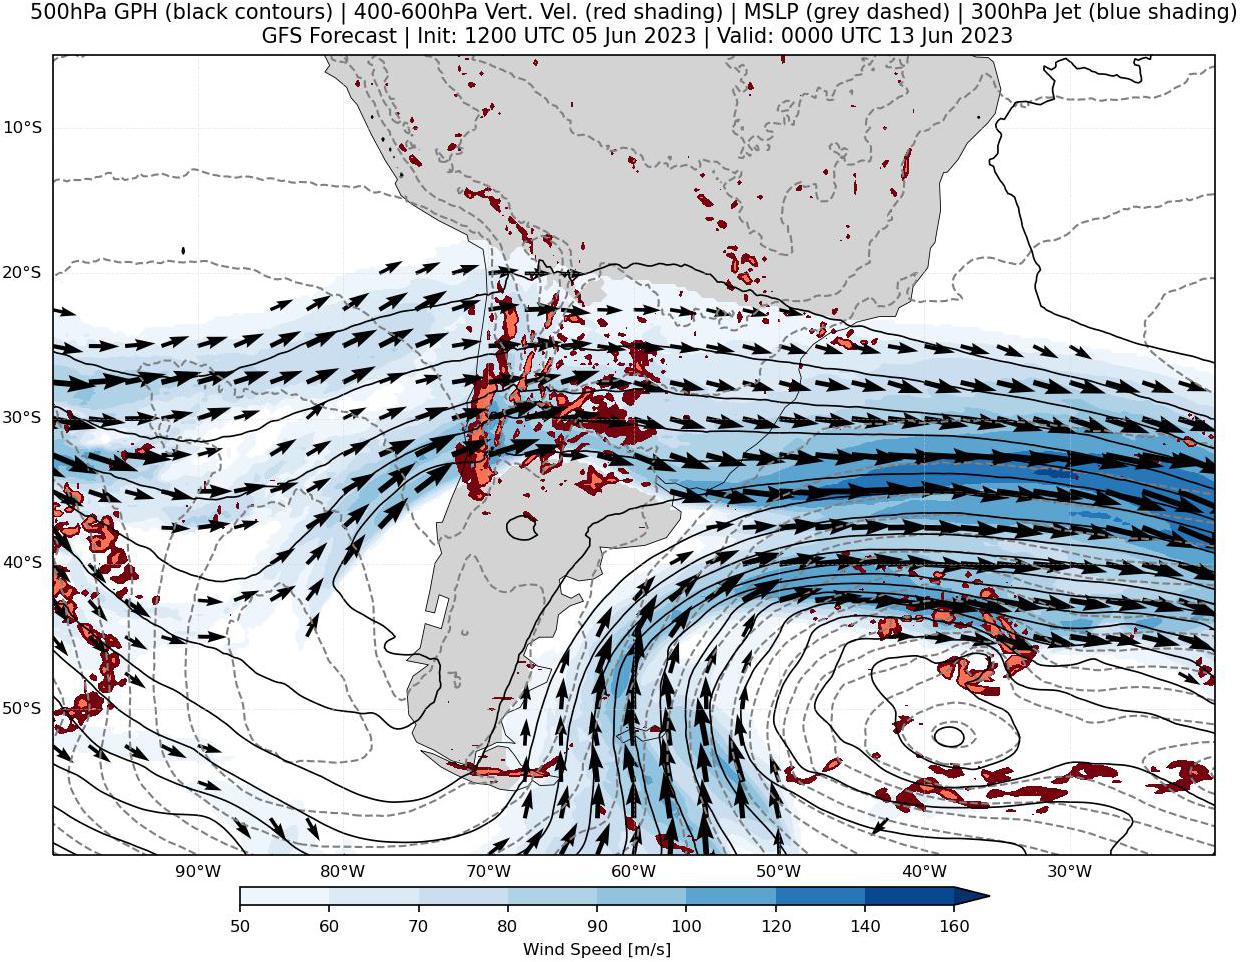 500hPa GPH (black contours) | 400-600hPa Vert. Vel. (red shading) | MSLP (grey dashed) | 300hPa Jet (blue shading)
GFS Forecast | Init: 1200 UTC 05 Jun 2023 | Valid: 0000 UTC 13 Jun 2023
10°S
20°S
30°S
40°S
50°S
90°W 80°W 70°W 60°W 50°W 40°W 30°W
50 60 70 80 90 100 120 140 160
Wind Speed [m/s]